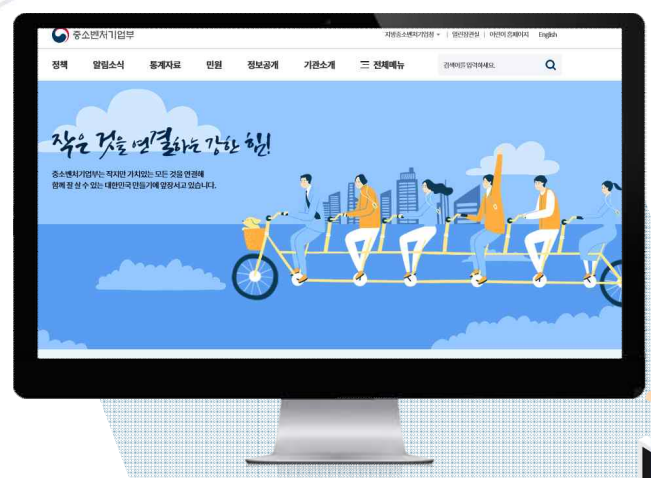 중소벤처기업부
지방중소벤처기업청 | 열린장관실 | 어린이 홈페이지 English
정책 알림소식 통계자료 민원 정보공개 기관소개 전체메뉴 검색어를 입력하세요.
작은 것을 연결하는 강한 힘!
중소벤처기업부는 작지만 가치있는 모든 것을 연결해
함께 잘 살 수 있는 대한민국 만들기에 앞장서고 있습니다.